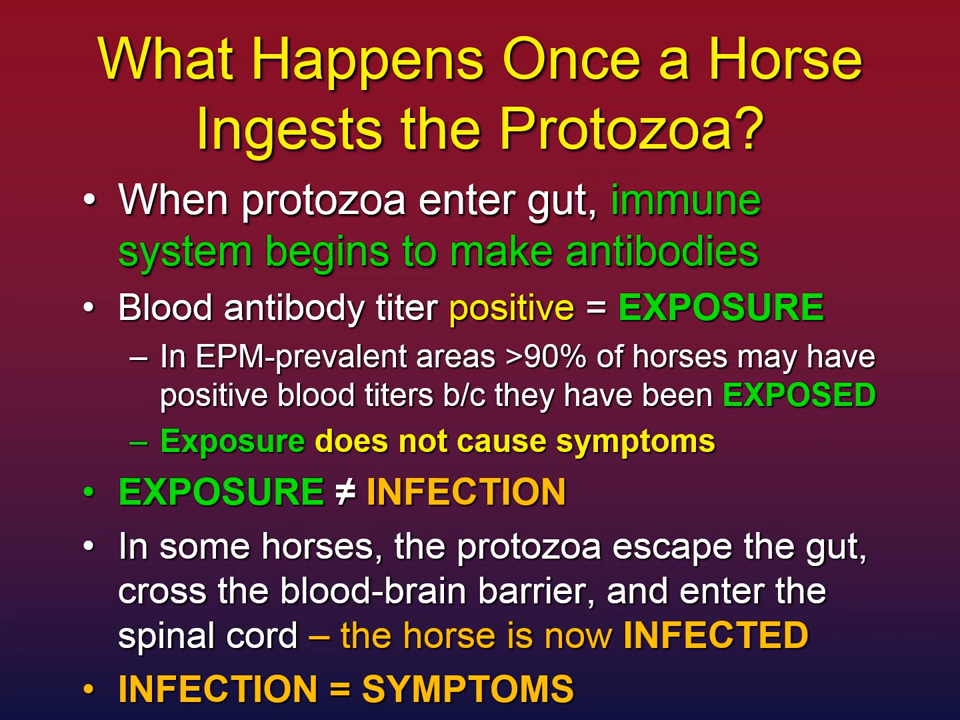 What Happens Once a Horse
Ingests the Protozoa?
• When protozoa enter gut, immune
system begins to make antibodies
• Blood antibody titer positive = EXPOSURE
– In EPM-prevalent areas >90% of horses may have
positive blood titers b/c they have been EXPOSED
– Exposure does not cause symptoms
• EXPOSURE ≠ INFECTION
• In some horses, the protozoa escape the gut,
cross the blood-brain barrier, and enter the
spinal cord – the horse is now INFECTED
• INFECTION = SYMPTOMS